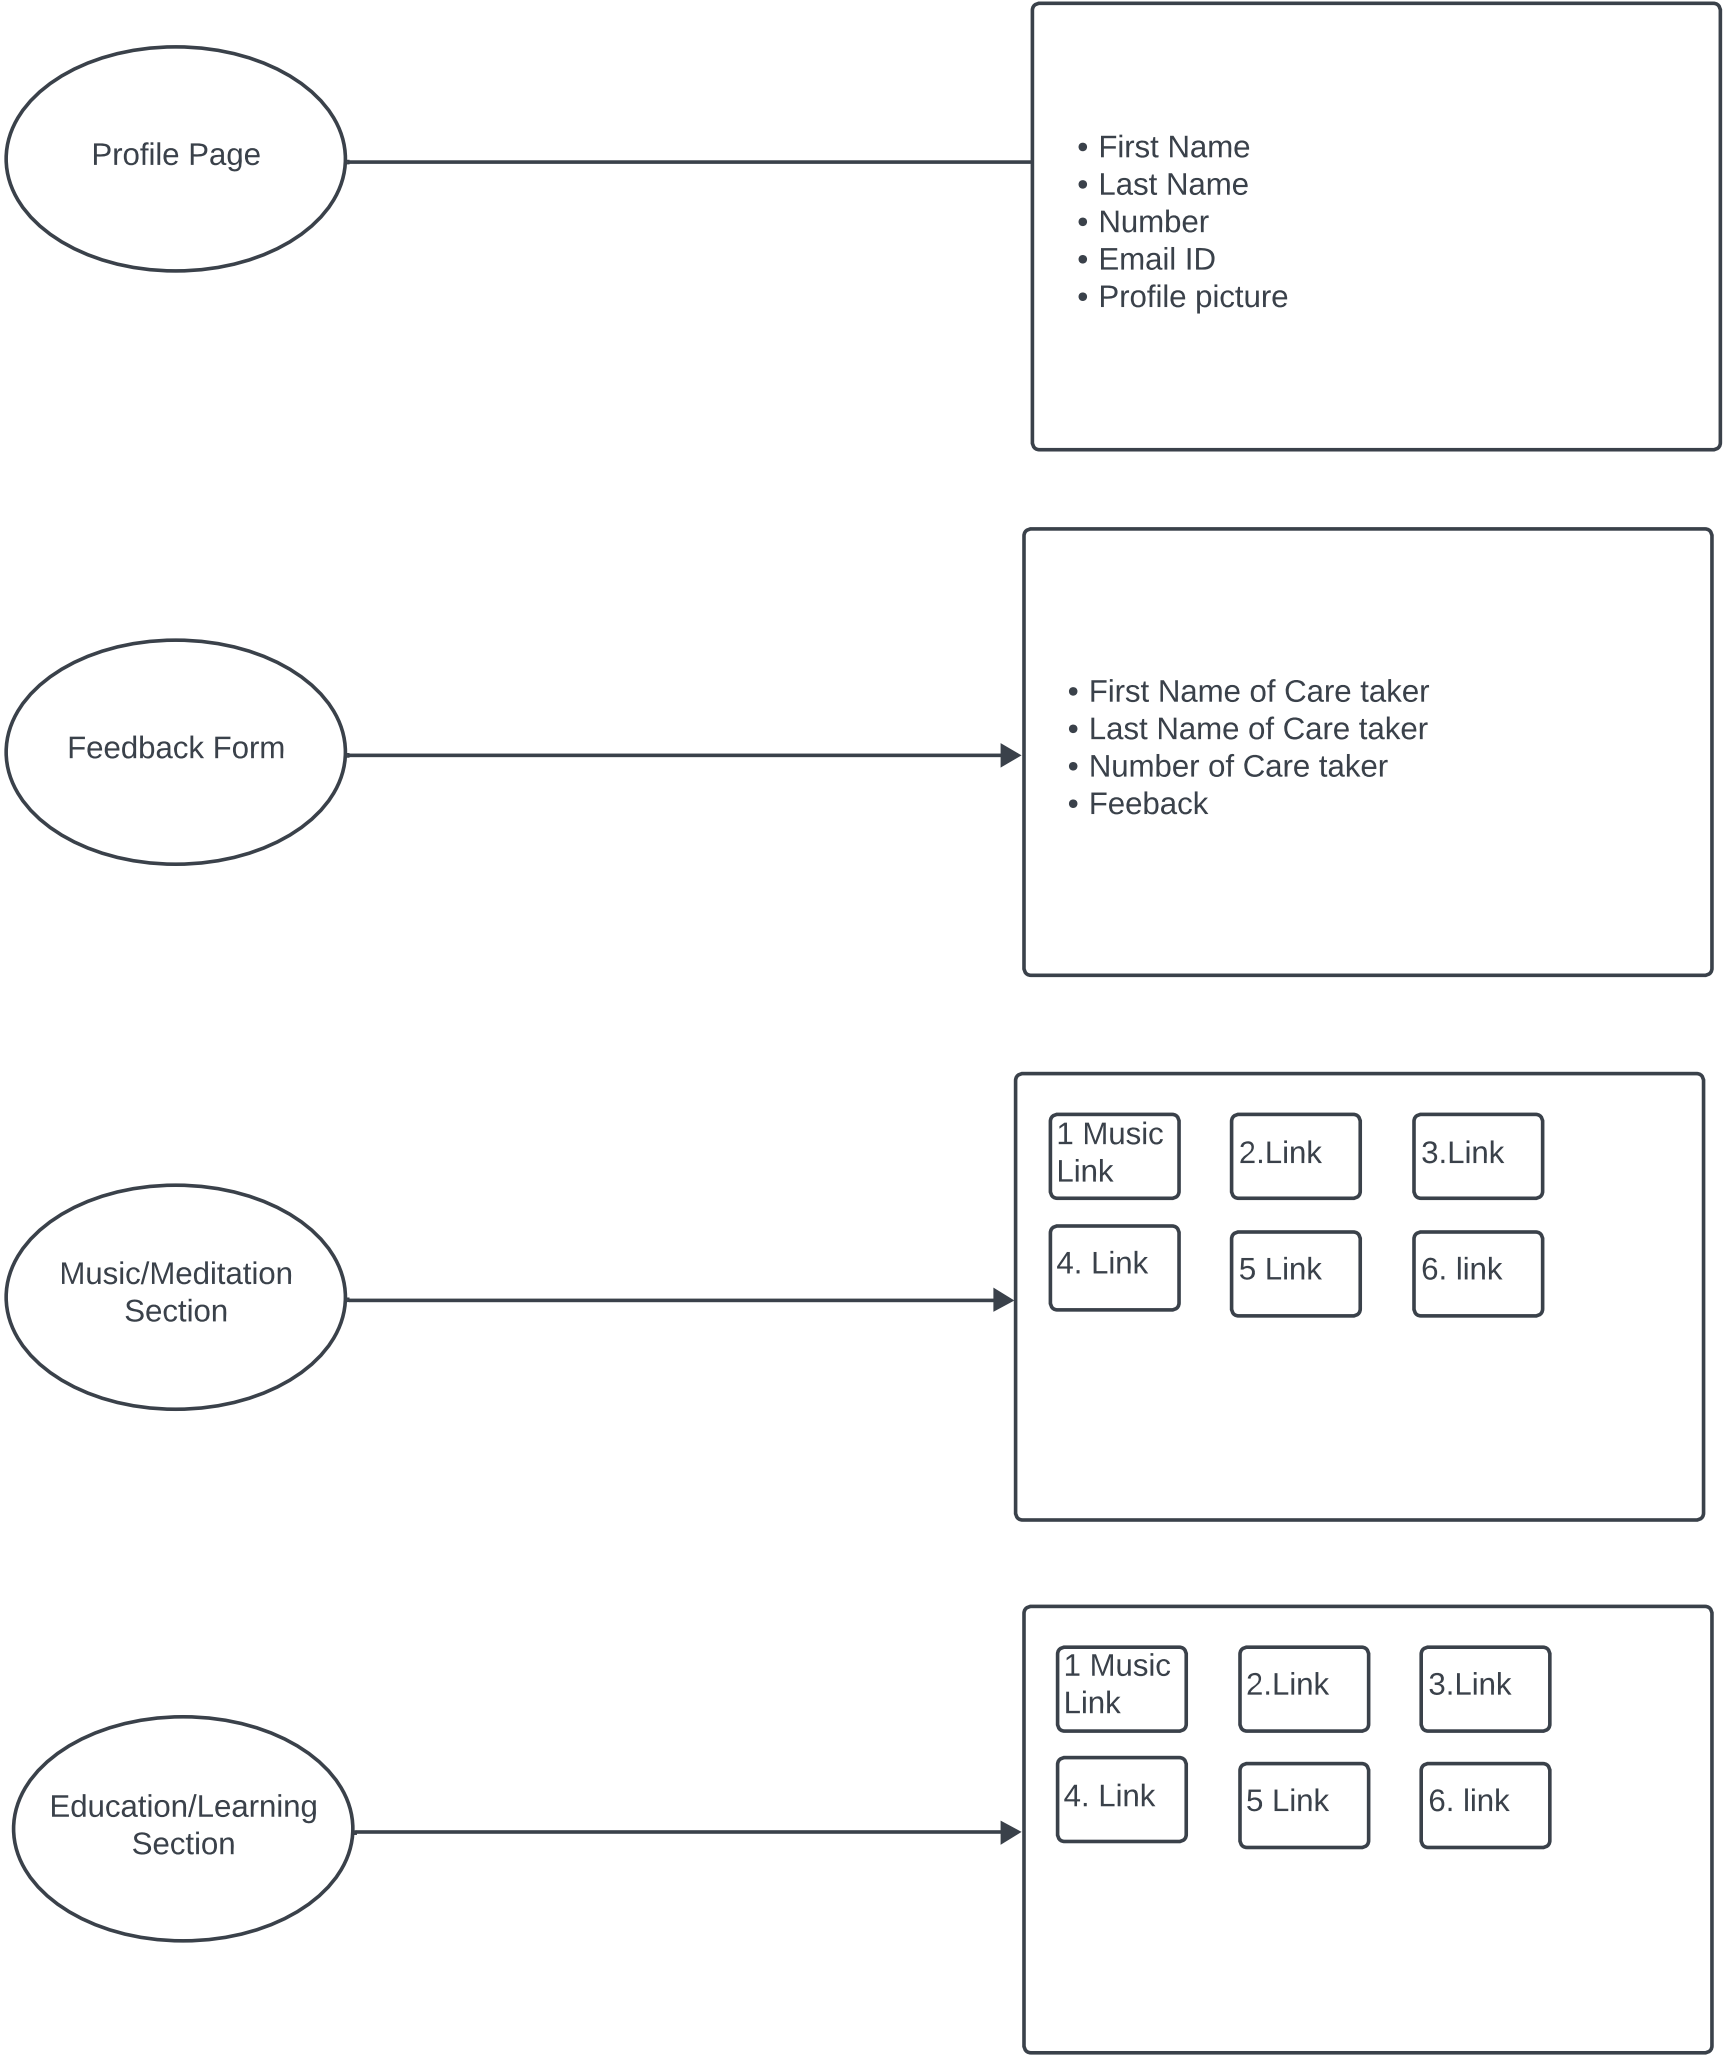 Profile Page
• First Name
• Last Name
• Number
• Email ID
• Profile picture
Feedback Form
• First Name of Care taker
• Last Name of Care taker
• Number of Care taker
• Feeback
Music/Meditation
Section
1 Music
Link
2.Link
3.Link
4. Link
5 Link
6. link
Education/Learning
Section
1 Music
Link
2.Link
3.Link
4. Link
5 Link
6. link